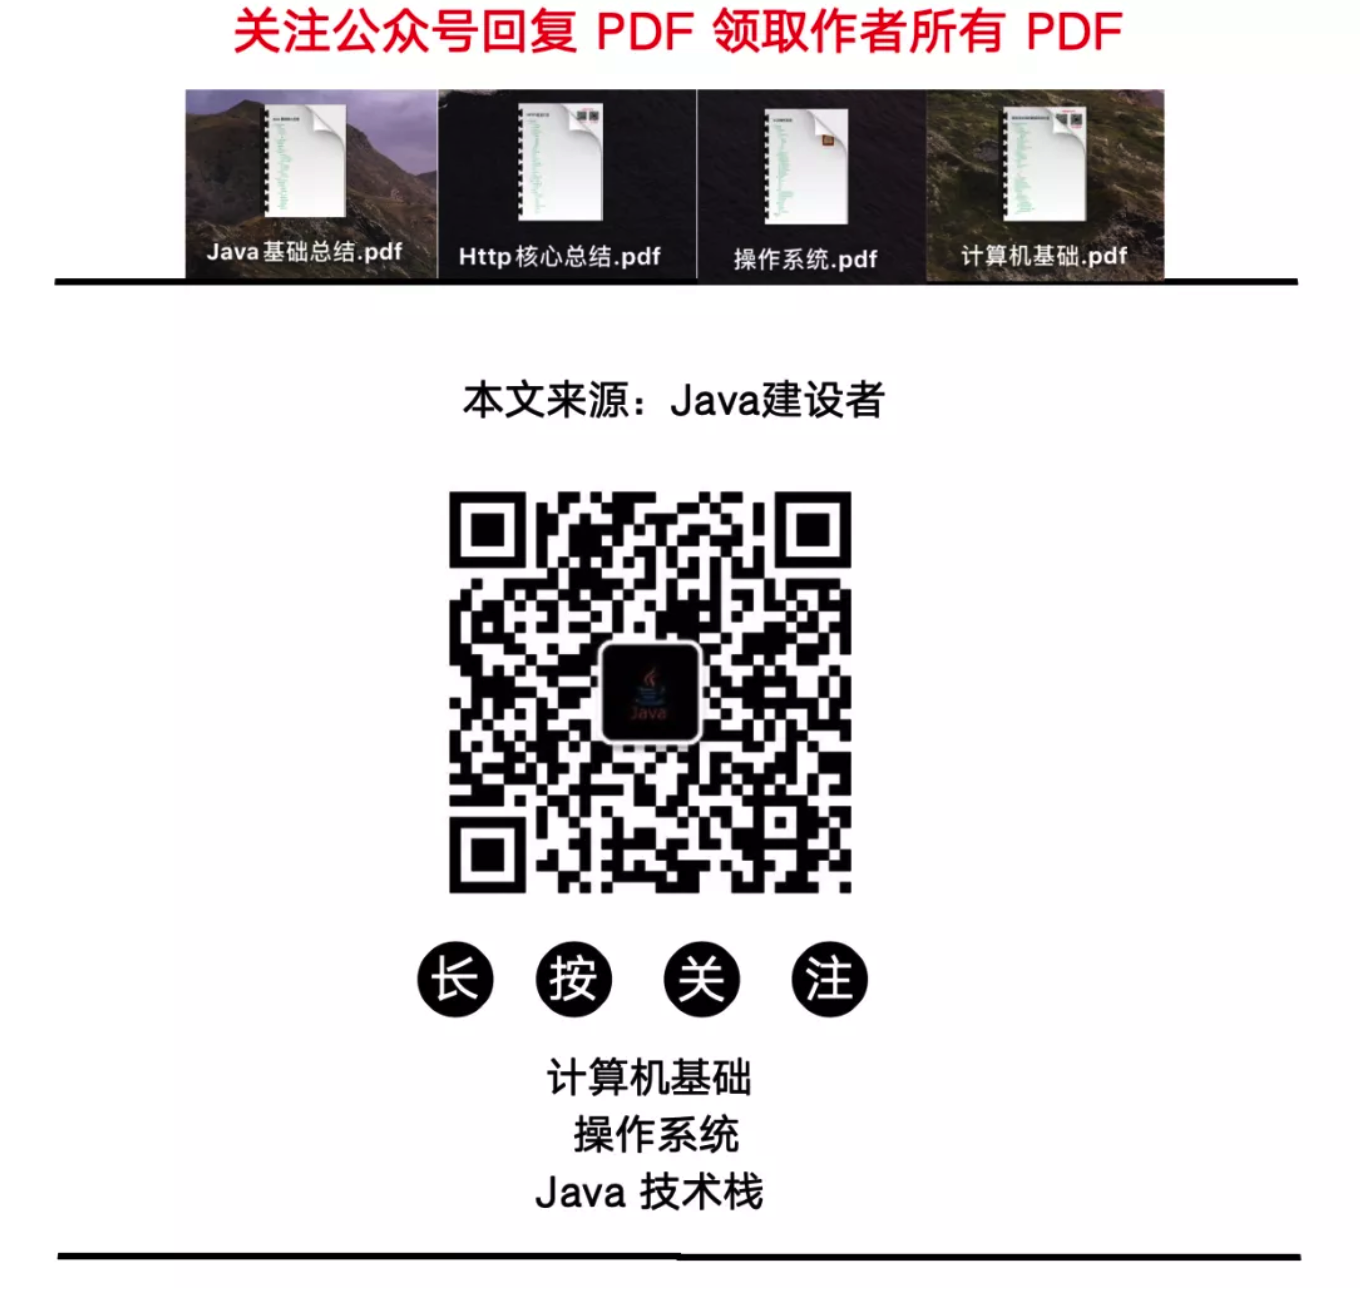 关注公众号回复 PDF 领取作者所有 PDF
Java基础总结.pdf
Http核心总结.pdf
操作系统.pdf
计算机基础.pdf
本文来源：Java建设者
Java
长按关注
计算机基础
操作系统
Java 技术栈